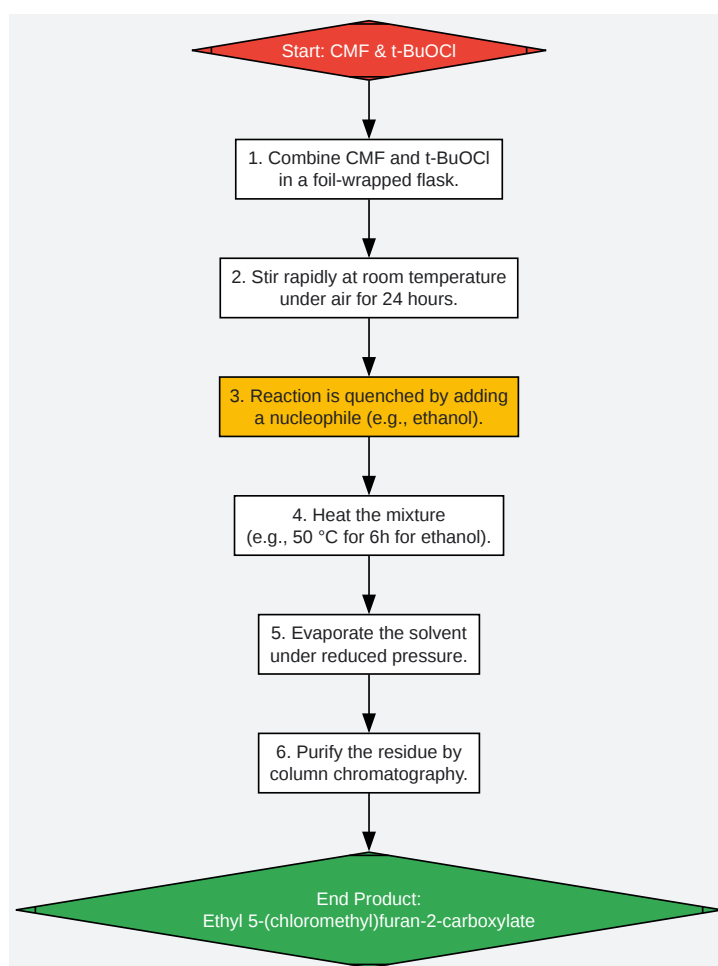 Start: CMF & t-BuOCl
1. Combine CMF and t-BuOCl
in a foil-wrapped flask.
2. Stir rapidly at room temperature
under air for 24 hours.
3. Reaction is quenched by adding
a nucleophile (e.g., ethanol).
4. Heat the mixture
(e.g., 50 °C for 6h for ethanol).
5. Evaporate the solvent
under reduced pressure.
6. Purify the residue by
column chromatography.
End Product:
Ethyl 5-(chloromethyl)furan-2-carboxylate